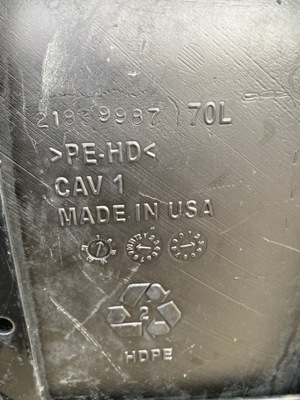 21939987 70L
>PE-HD<
CAV 1
MADE IN USA
2
HDPE